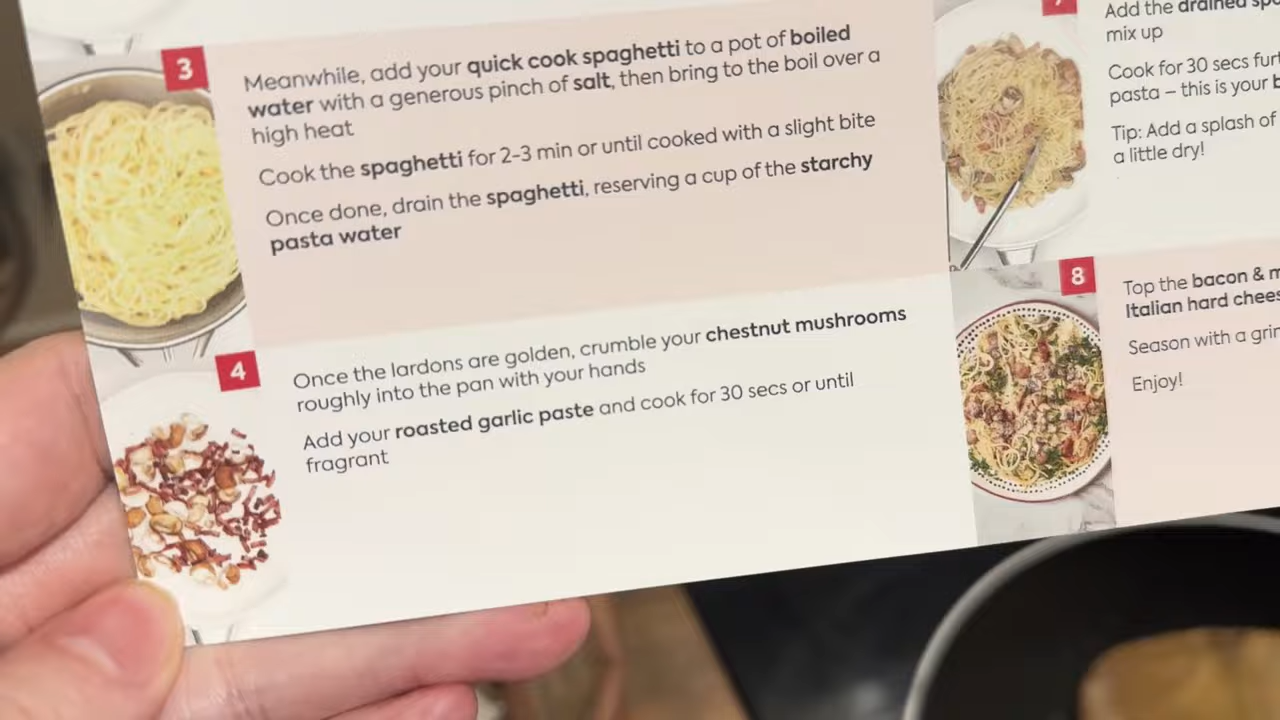 3
Meanwhile, add your quick cook spaghetti to a pot of boiled
water with a generous pinch of salt, then bring to the boil over a
high heat
Cook the spaghetti for 2-3 min or until cooked with a slight bite
Once done, drain the spaghetti, reserving a cup of the starchy
pasta water
4
Once the lardons are golden, crumble your chestnut mushrooms
roughly into the pan with your hands
Add your roasted garlic paste and cook for 30 secs or until
fragrant
Add the drained
mix up
Cook for 30 secs
pasta – this is your
Tip: Add a splash of
a little dry!
8
Top the bacon &
Italian hard
Season with a
Enjoy!